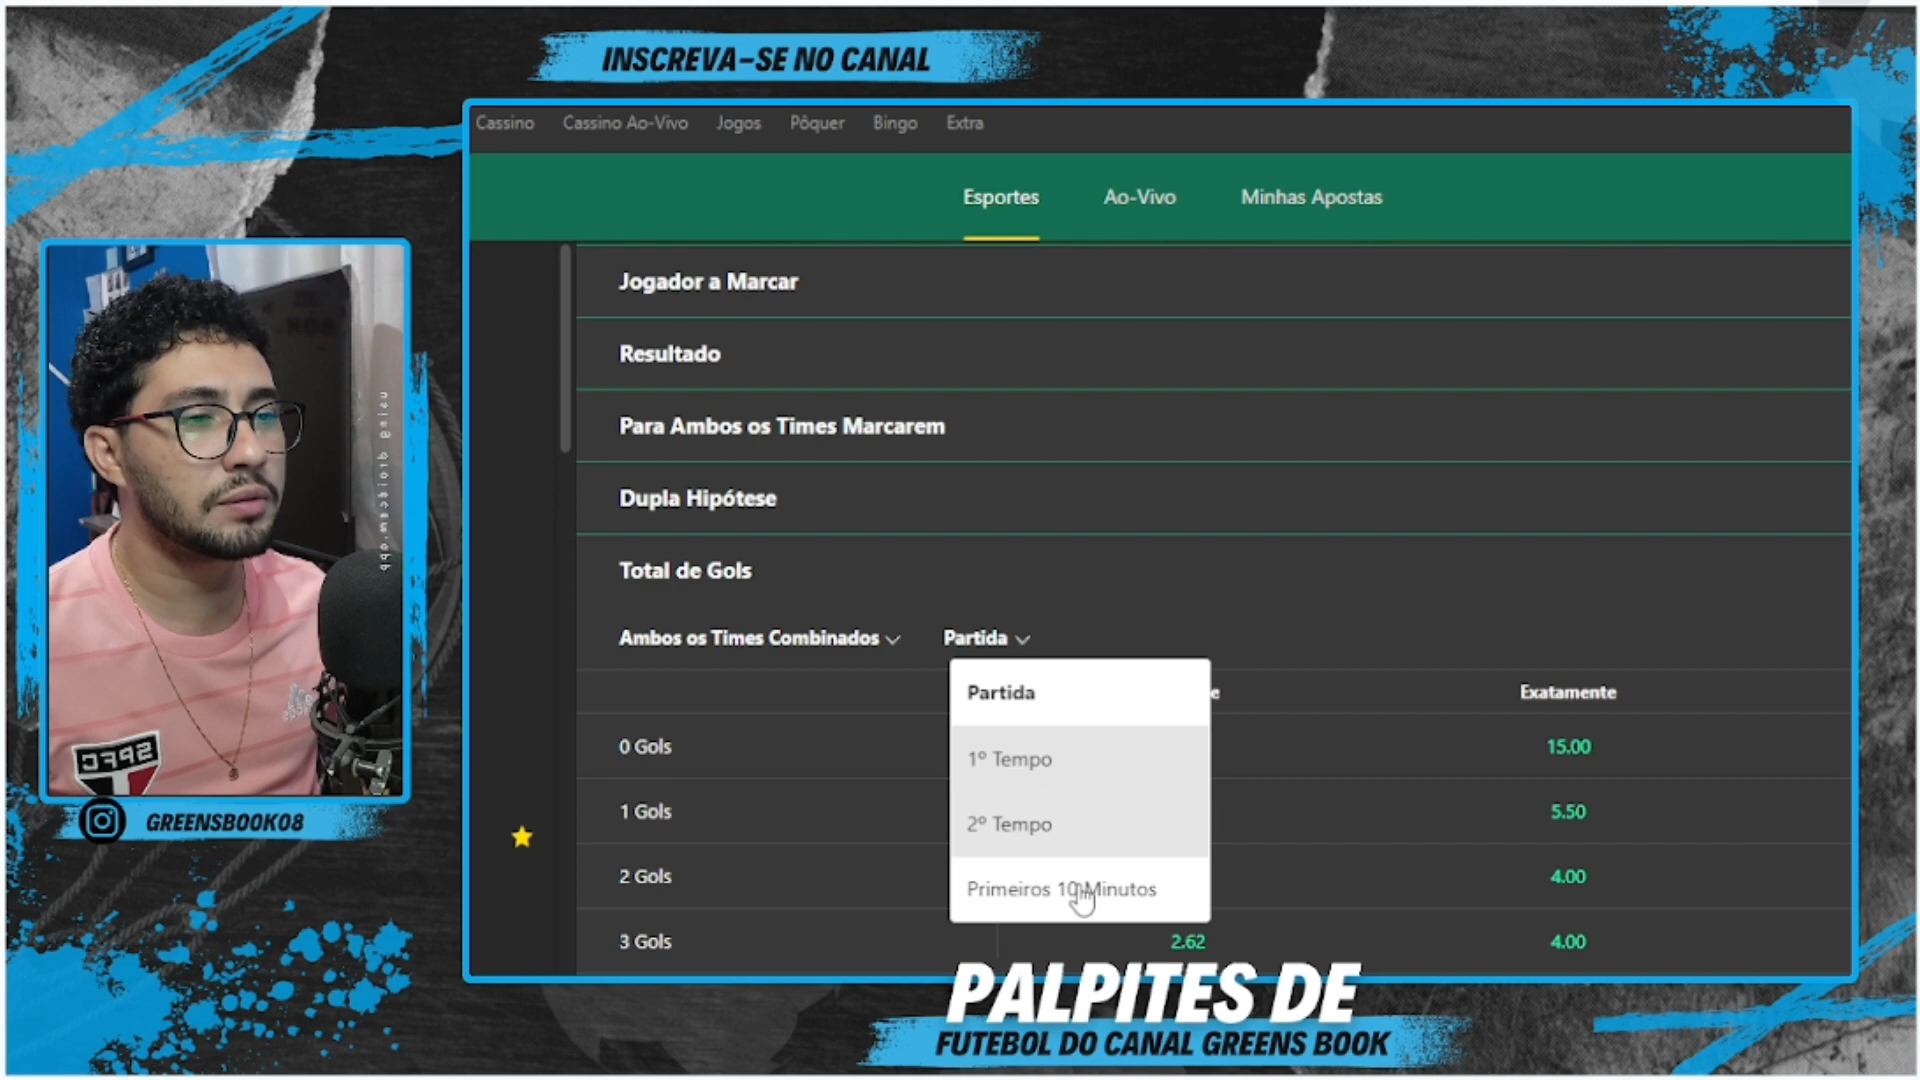 INSCREVA-SE NO CANAL
Cassino Cassino Ao-Vivo Jogos Pôquer Bingo Extra
Esportes Ao-Vivo Minhas Apostas
Jogador a Marcar
Resultado
Para Ambos os Times Marcarem
Dupla Hipótese
Total de Gols
Ambos os Times Combinados Partida
Partida
e Exatamente
0 Gols 15.00
1º Tempo
1 Gols 5.50
2º Tempo
2 Gols 4.00
Primeiros 10 Minutos
3 Gols 2.62 4.00
SPFC
GREENSBOOK08
PALPITES DE
FUTEBOL DO CANAL GREENS BOOK